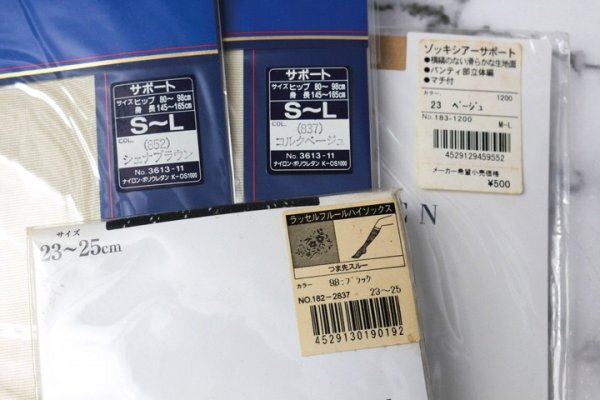 サポート
サイズ ヒップ 80〜 98cm
身 長 145〜165cm
S〜L
COL.
(852)
シェナブラウン
No. 3613-11
ナイロン・ポリウレタン K-OS1000
サポート
サイズ ヒップ 80〜 98cm
身 長 145〜165cm
S〜L
COL.
(837)
コルクベージュ
No. 3613-11
ナイロン・ポリウレタン K-OS1000
ゾッキシアーサポート
●横縞のない滑らかな生地面
●パンティ部立体編
●マチ付
カラー
1200
23 ベージュ
No.183-1200
M-L
4529129459552
メーカー希望小売価格
¥500
EN
サイズ
23〜25cm
ラッセルフルールハイソックス
つま先スルー
カラー
98:ブラック
NO.182-2837
23〜25
4529130190192